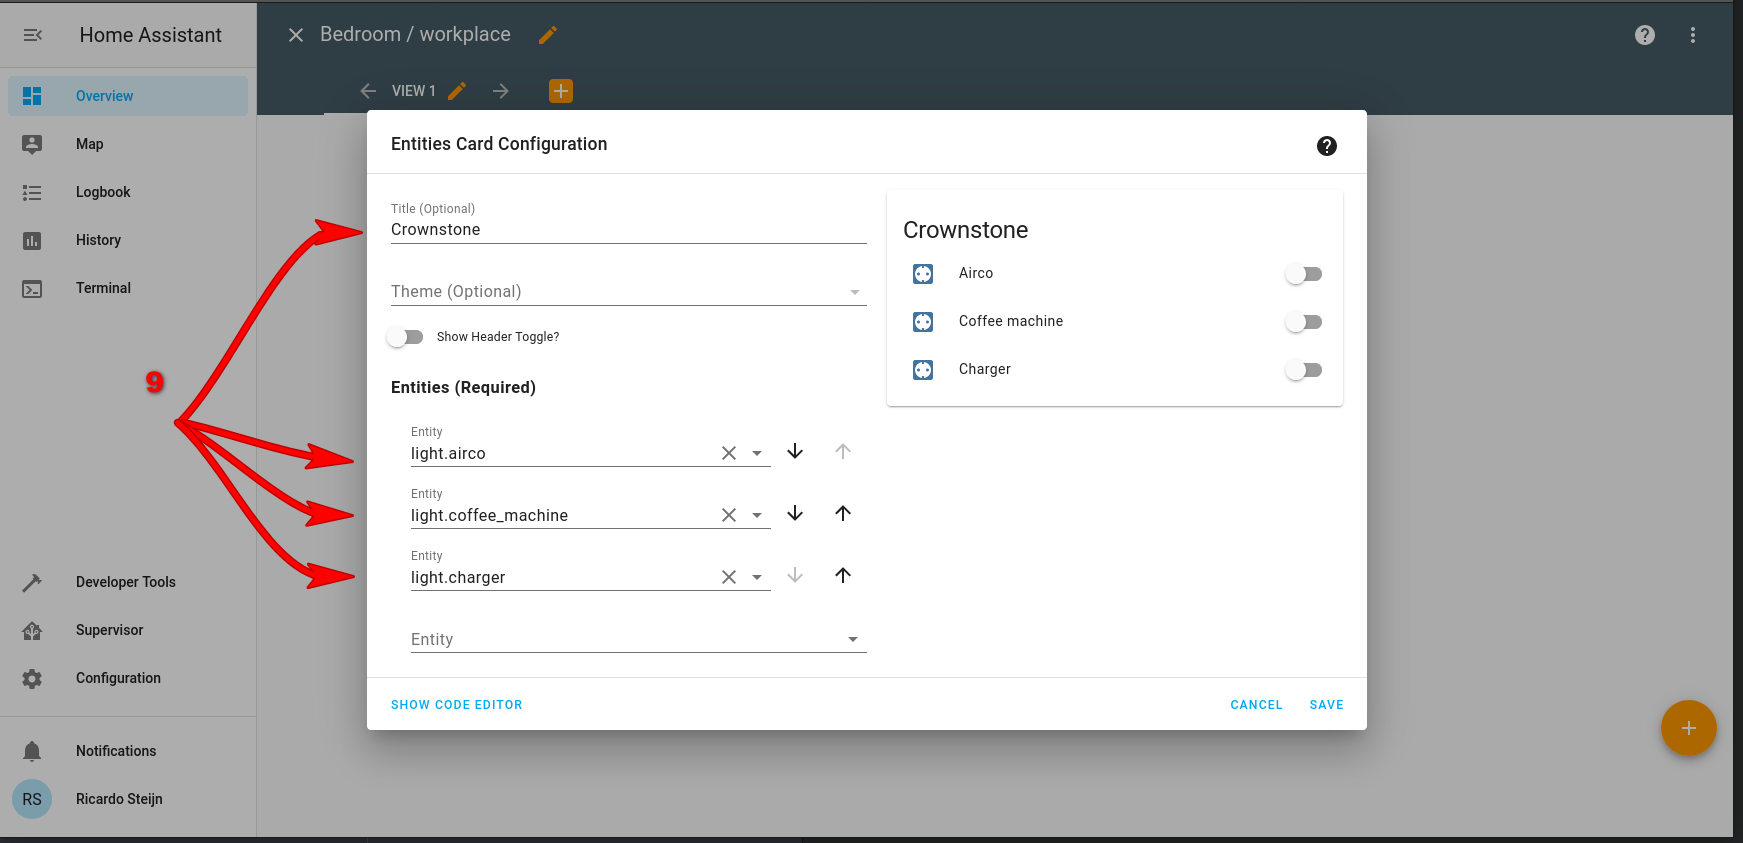 Home Assistant
Overview
Map
Logbook
History
Terminal
9
Developer Tools
Supervisor
Configuration
Notifications
RS
Ricardo Steijn
Bedroom / workplace
VIEW 1
Entities Card Configuration
Title (Optional)
Crownstone
Theme (Optional)
Show Header Toggle?
Entities (Required)
Entity
light.airco
Entity
light.coffee_machine
Entity
light.charger
Entity
Crownstone
Airco
Coffee machine
Charger
SHOW CODE EDITOR
CANCEL
SAVE